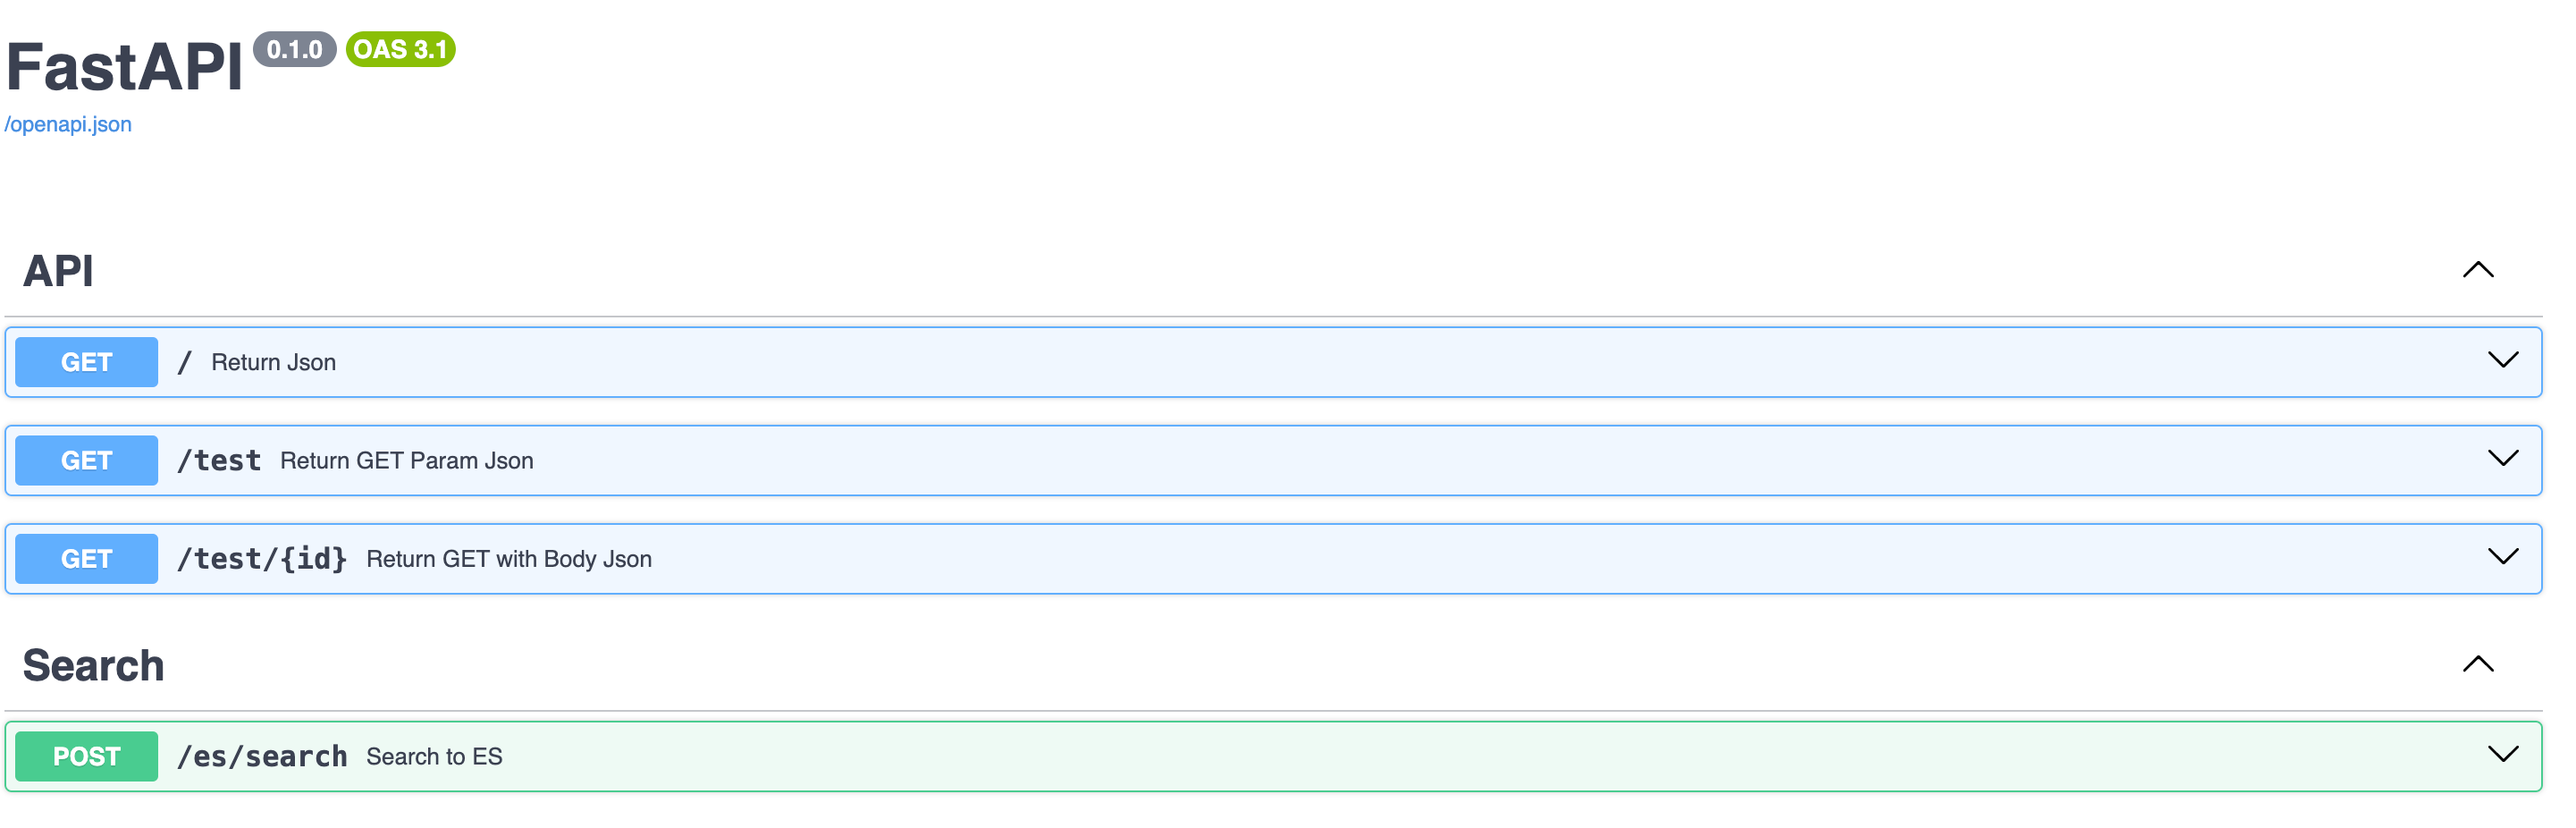 FastAPI 0.1.0 OAS 3.1
/openapi.json
API
GET / Return Json
GET /test Return GET Param Json
GET /test/{id} Return GET with Body Json
Search
POST /es/search Search to ES